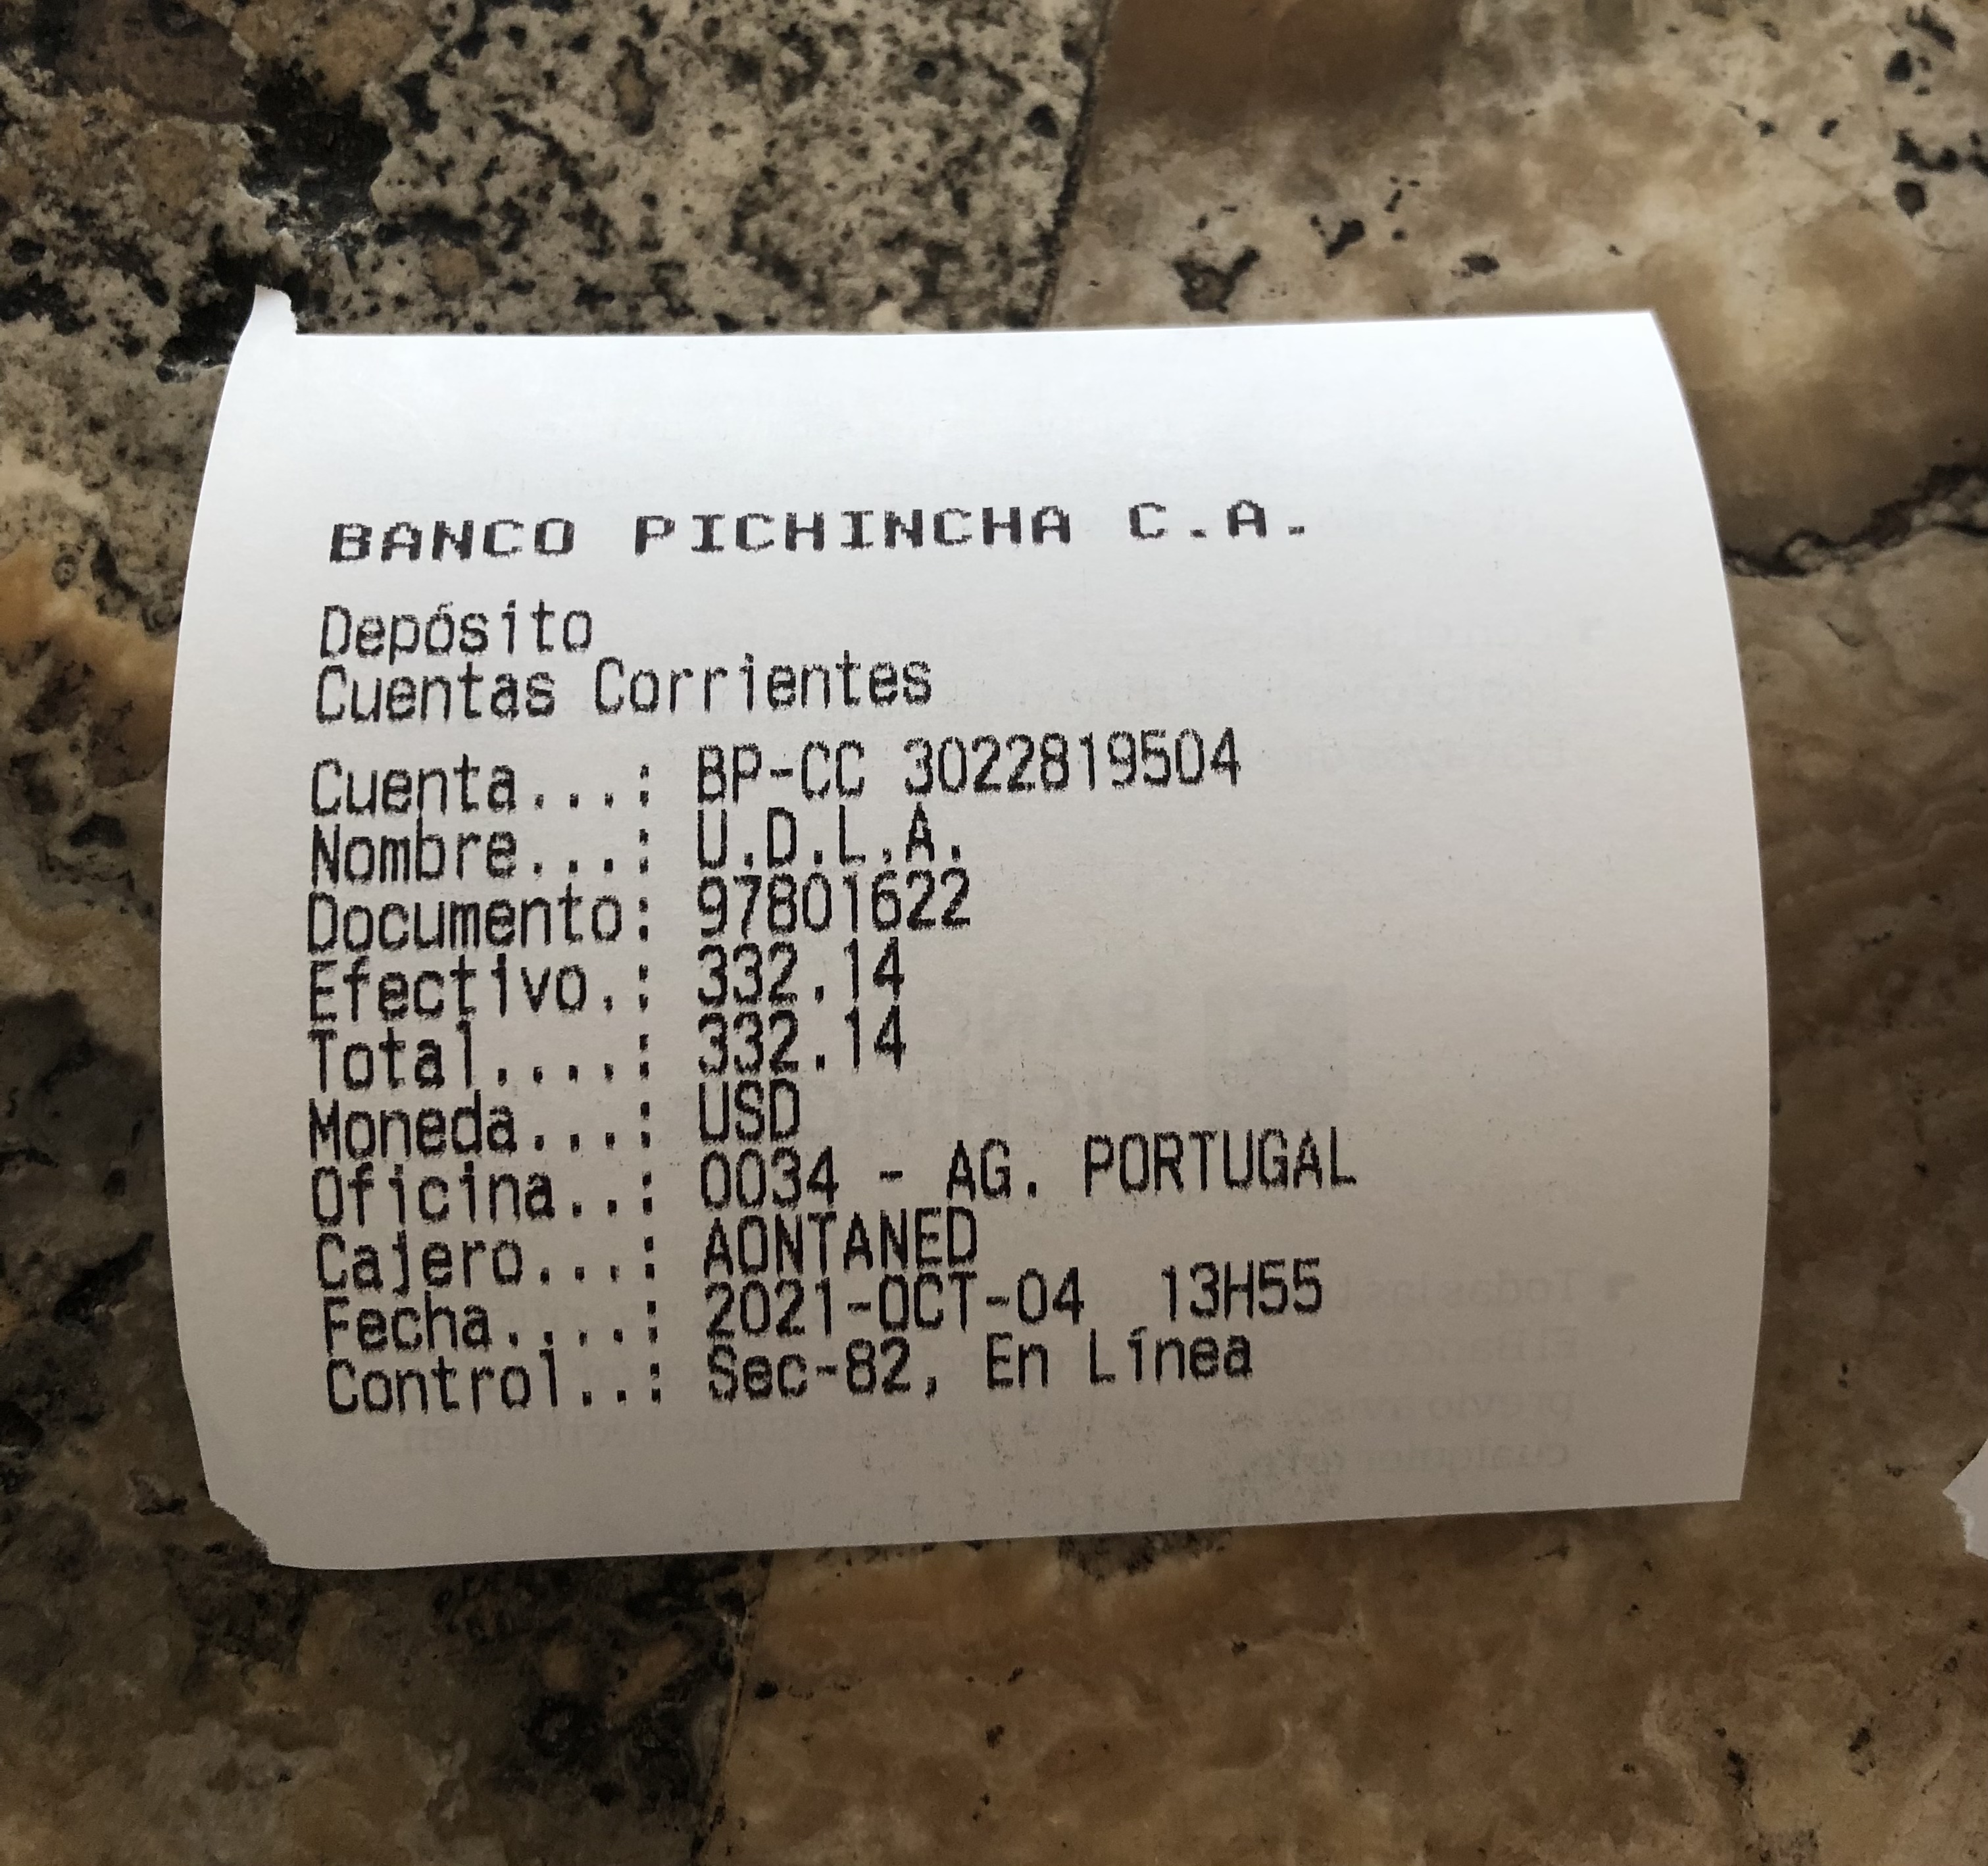 BANCO PICHINCHA C.A.
Depósito
Cuentas Corrientes
Cuenta...: BP-CC 3022819504
Nombre...: U.D.L.A.
Documento: 97801622
Efectivo.: 332.14
Total....: 332.14
Moneda...: USD
Oficina..: 0034 - AG. PORTUGAL
Cajero...: AONTANED
Fecha....: 2021-OCT-04 13H55
Control..: Sec-82, En Línea